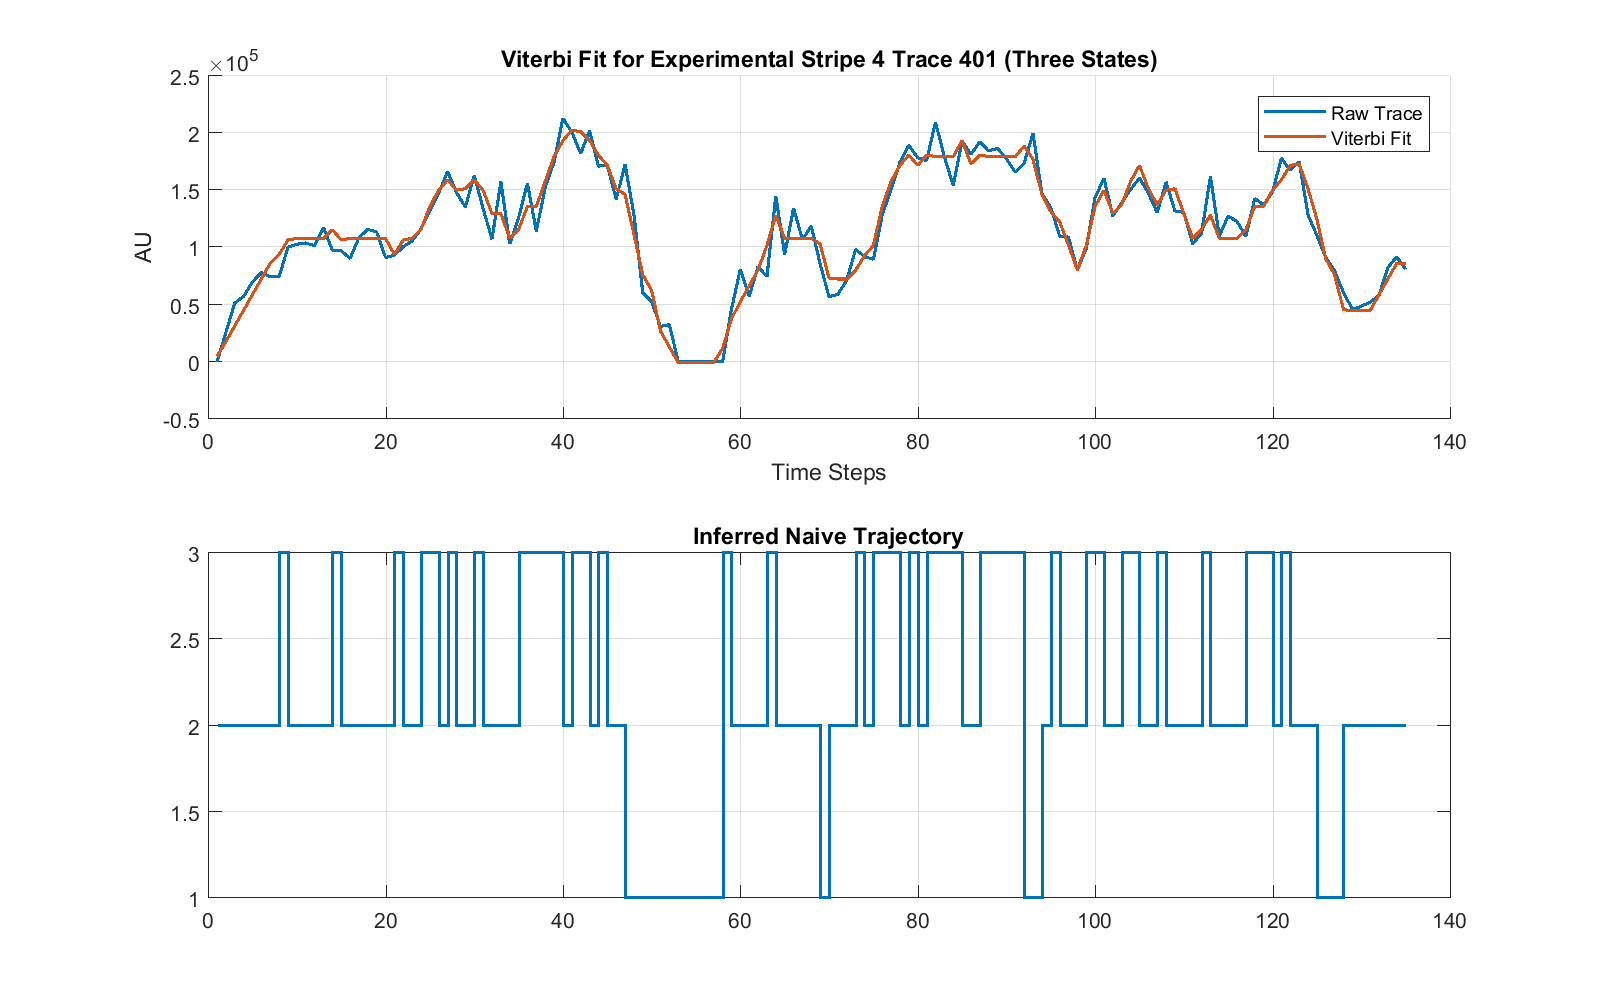 Viterbi Fit for Experimental Stripe 4 Trace 401 (Three States)
×10^5
2.5
2
1.5
1
0.5
0
-0.5
AU
Raw Trace
Viterbi Fit
0 20 40 60 80 100 120 140
Time Steps
Inferred Naive Trajectory
3
2.5
2
1.5
1
0 20 40 60 80 100 120 140